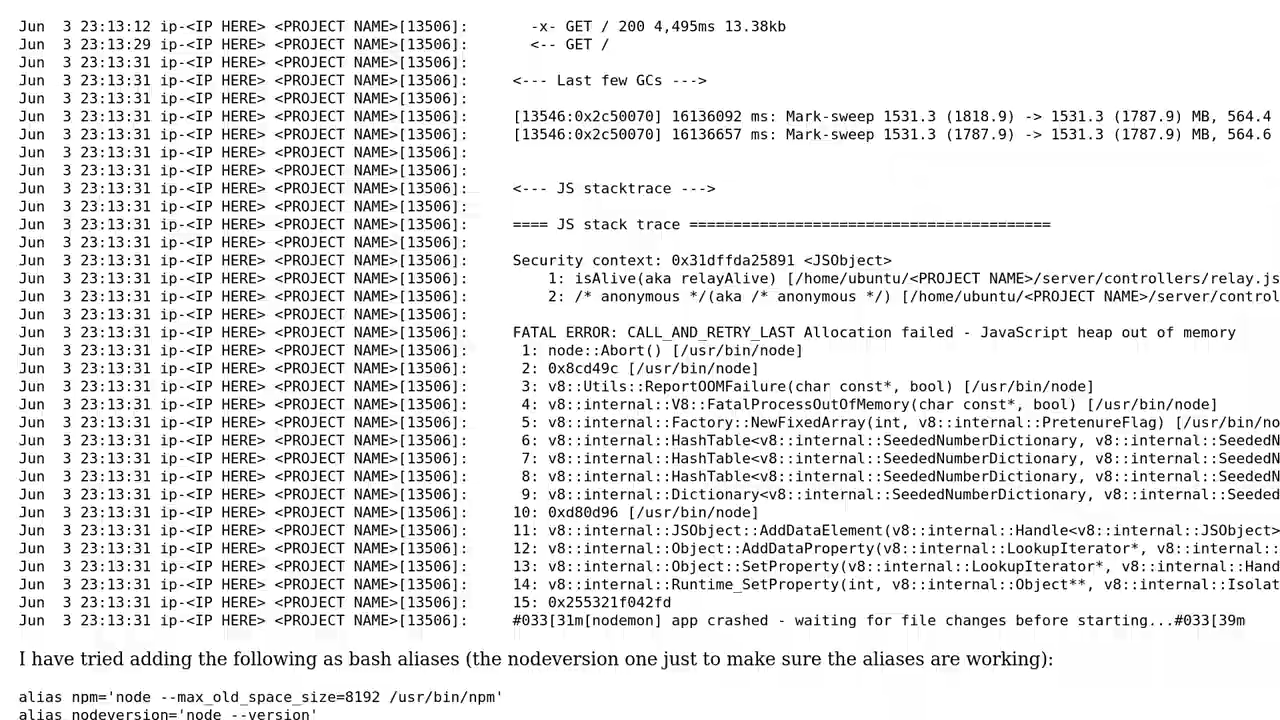 Jun  3 23:13:12 ip-<IP HERE> <PROJECT NAME>[13506]:       -x- GET / 200 4,495ms 13.38kb
Jun  3 23:13:29 ip-<IP HERE> <PROJECT NAME>[13506]:       <-- GET /
Jun  3 23:13:31 ip-<IP HERE> <PROJECT NAME>[13506]:
Jun  3 23:13:31 ip-<IP HERE> <PROJECT NAME>[13506]:     <--- Last few GCs --->
Jun  3 23:13:31 ip-<IP HERE> <PROJECT NAME>[13506]:
Jun  3 23:13:31 ip-<IP HERE> <PROJECT NAME>[13506]:     [13546:0x2c50070] 16136092 ms: Mark-sweep 1531.3 (1818.9) -> 1531.3 (1787.9) MB, 564.4
Jun  3 23:13:31 ip-<IP HERE> <PROJECT NAME>[13506]:     [13546:0x2c50070] 16136657 ms: Mark-sweep 1531.3 (1787.9) -> 1531.3 (1787.9) MB, 564.6
Jun  3 23:13:31 ip-<IP HERE> <PROJECT NAME>[13506]:
Jun  3 23:13:31 ip-<IP HERE> <PROJECT NAME>[13506]:
Jun  3 23:13:31 ip-<IP HERE> <PROJECT NAME>[13506]:     <--- JS stacktrace --->
Jun  3 23:13:31 ip-<IP HERE> <PROJECT NAME>[13506]:
Jun  3 23:13:31 ip-<IP HERE> <PROJECT NAME>[13506]:     ==== JS stack trace =========================================
Jun  3 23:13:31 ip-<IP HERE> <PROJECT NAME>[13506]:
Jun  3 23:13:31 ip-<IP HERE> <PROJECT NAME>[13506]:     Security context: 0x31dffda25891 <JSObject>
Jun  3 23:13:31 ip-<IP HERE> <PROJECT NAME>[13506]:         1: isAlive(aka relayAlive) [/home/ubuntu/<PROJECT NAME>/server/controllers/relay.js
Jun  3 23:13:31 ip-<IP HERE> <PROJECT NAME>[13506]:         2: /* anonymous */(aka /* anonymous */) [/home/ubuntu/<PROJECT NAME>/server/control
Jun  3 23:13:31 ip-<IP HERE> <PROJECT NAME>[13506]:
Jun  3 23:13:31 ip-<IP HERE> <PROJECT NAME>[13506]:     FATAL ERROR: CALL_AND_RETRY_LAST Allocation failed - JavaScript heap out of memory
Jun  3 23:13:31 ip-<IP HERE> <PROJECT NAME>[13506]:      1: node::Abort() [/usr/bin/node]
Jun  3 23:13:31 ip-<IP HERE> <PROJECT NAME>[13506]:      2: 0x8cd49c [/usr/bin/node]
Jun  3 23:13:31 ip-<IP HERE> <PROJECT NAME>[13506]:      3: v8::Utils::ReportOOMFailure(char const*, bool) [/usr/bin/node]
Jun  3 23:13:31 ip-<IP HERE> <PROJECT NAME>[13506]:      4: v8::internal::V8::FatalProcessOutOfMemory(char const*, bool) [/usr/bin/node]
Jun  3 23:13:31 ip-<IP HERE> <PROJECT NAME>[13506]:      5: v8::internal::Factory::NewFixedArray(int, v8::internal::PretenureFlag) [/usr/bin/no
Jun  3 23:13:31 ip-<IP HERE> <PROJECT NAME>[13506]:      6: v8::internal::HashTable<v8::internal::SeededNumberDictionary, v8::internal::SeededN
Jun  3 23:13:31 ip-<IP HERE> <PROJECT NAME>[13506]:      7: v8::internal::HashTable<v8::internal::SeededNumberDictionary, v8::internal::SeededN
Jun  3 23:13:31 ip-<IP HERE> <PROJECT NAME>[13506]:      8: v8::internal::HashTable<v8::internal::SeededNumberDictionary, v8::internal::SeededN
Jun  3 23:13:31 ip-<IP HERE> <PROJECT NAME>[13506]:      9: v8::internal::Dictionary<v8::internal::SeededNumberDictionary, v8::internal::Seeded
Jun  3 23:13:31 ip-<IP HERE> <PROJECT NAME>[13506]:     10: 0xd80d96 [/usr/bin/node]
Jun  3 23:13:31 ip-<IP HERE> <PROJECT NAME>[13506]:     11: v8::internal::JSObject::AddDataElement(v8::internal::Handle<v8::internal::JSObject>
Jun  3 23:13:31 ip-<IP HERE> <PROJECT NAME>[13506]:     12: v8::internal::Object::AddDataProperty(v8::internal::LookupIterator*, v8::internal::
Jun  3 23:13:31 ip-<IP HERE> <PROJECT NAME>[13506]:     13: v8::internal::Object::SetProperty(v8::internal::LookupIterator*, v8::internal::Hand
Jun  3 23:13:31 ip-<IP HERE> <PROJECT NAME>[13506]:     14: v8::internal::Runtime_SetProperty(int, v8::internal::Object**, v8::internal::Isolat
Jun  3 23:13:31 ip-<IP HERE> <PROJECT NAME>[13506]:     15: 0x255321f042fd
Jun  3 23:13:31 ip-<IP HERE> <PROJECT NAME>[13506]:     #033[31m[nodemon] app crashed - waiting for file changes before starting...#033[39m
I have tried adding the following as bash aliases (the nodeversion one just to make sure the aliases are working):
alias npm='node --max_old_space_size=8192 /usr/bin/npm'
alias nodeversion='node --version'